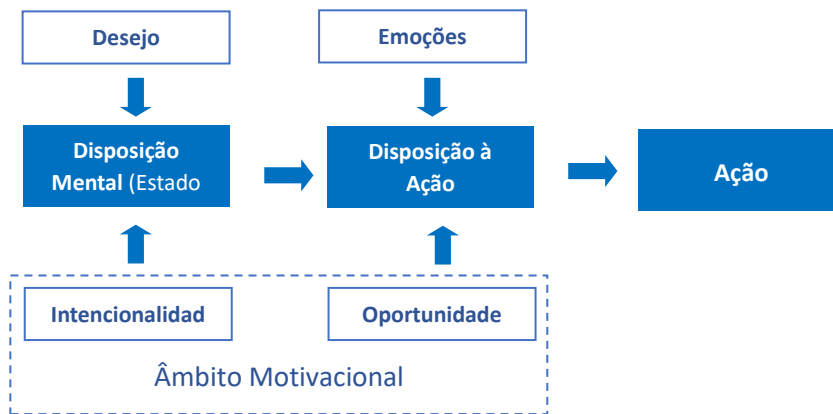 Desejo
Emoções
Disposição
Mental (Estado
Disposição à
Ação
Ação
Intencionalidad
Oportunidade
Âmbito Motivacional